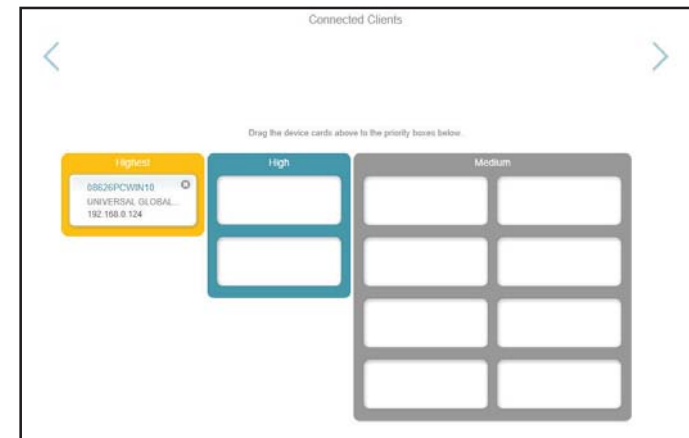 Connected Clients
Drag the device cards above to the priority boxes below.
Highest
High
Medium
08626PCWIN10
UNIVERSAL GLOBAL...
192.168.0.124